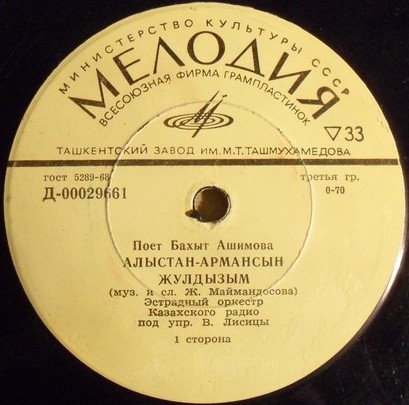 МИНИСТЕРСТВО КУЛЬТУРЫ СССР
МЕЛОДИЯ
ВСЕСОЮЗНАЯ ФИРМА ГРАМПЛАСТИНОК
▽33
ТАШКЕНТСКИЙ ЗАВОД ИМ. М.Т. ТАШМУХАМЕДОВА
гост 5289-68
третья гр.
Д-00029661
0-70
Поет Бахыт Ашимова
АЛЫСТАН-АРМАНСЫН
ЖУЛДЫЗЫМ
(муз. и сл. Ж. Маймандосова)
Эстрадный оркестр
Казахского радио
под упр. В. Лисицы
1 сторона